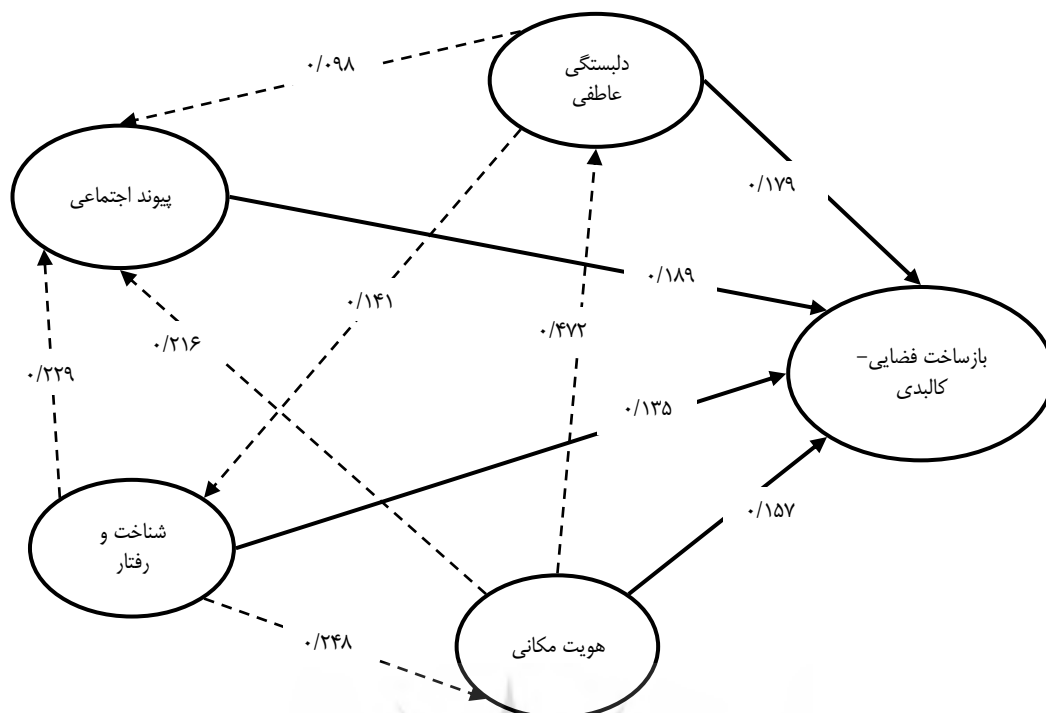 دلبستگی
عاطفی
۰/۰۹۸
پیوند اجتماعی
۰/۱۷۹
۰/۱۸۹
۰/۱۴۱
۰/۲۱۶
۰/۴۷۲
بازساخت فضایی-
کالبدی
۰/۲۲۹
۰/۱۳۵
۰/۱۵۷
شناخت و
رفتار
۰/۲۴۸
هویت مکانی